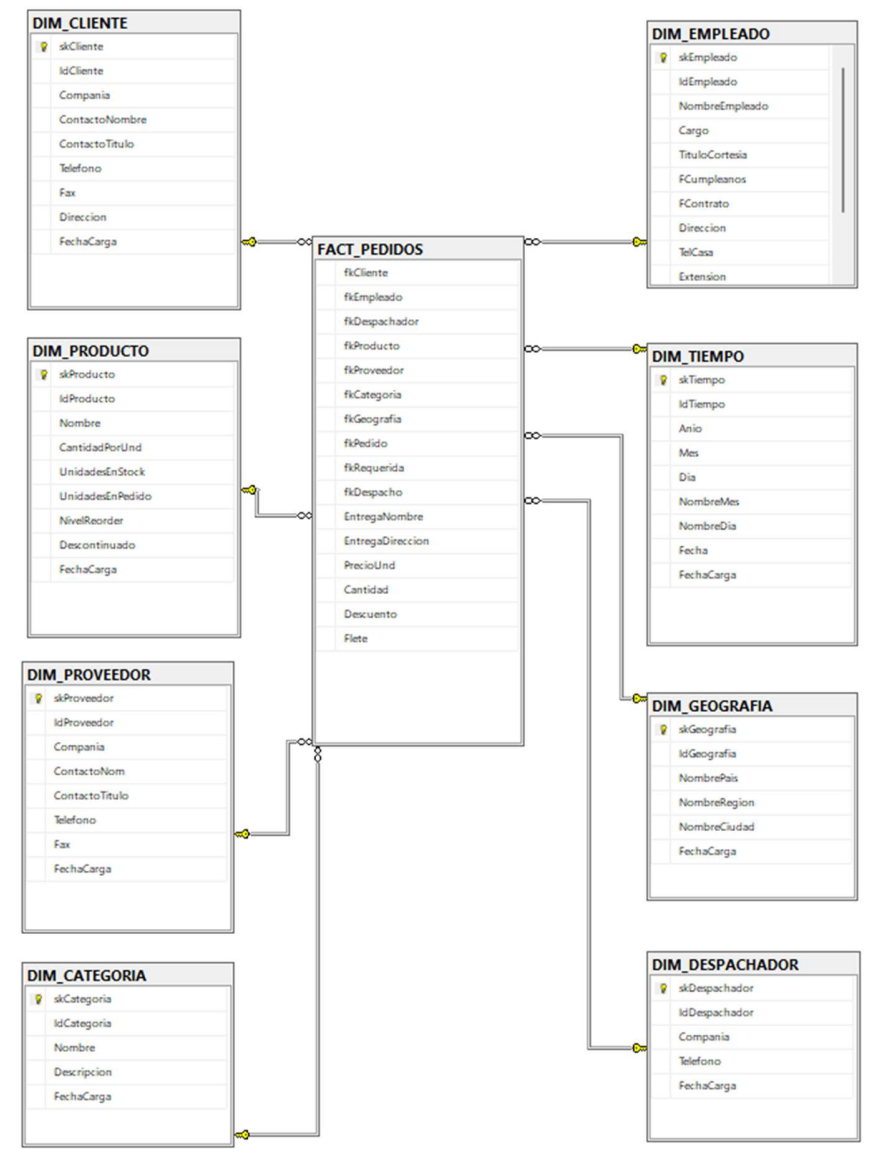 DIM_CLIENTE
skCliente
IdCliente
Compania
ContactoNombre
ContactoTitulo
Telefono
Fax
Direccion
FechaCarga
DIM_PRODUCTO
skProducto
IdProducto
Nombre
CantidadPorUnd
UnidadesEnStock
UnidadesEnPedido
NivelReorder
Descontinuado
FechaCarga
DIM_PROVEEDOR
skProveedor
IdProveedor
Compania
ContactoNom
ContactoTitulo
Telefono
Fax
FechaCarga
DIM_CATEGORIA
skCategoria
IdCategoria
Nombre
Descripcion
FechaCarga
FACT_PEDIDOS
fkCliente
fkEmpleado
fkDespachador
fkProducto
fkProveedor
fkCategoria
fkGeografia
fkPedido
fkRequerida
fkDespacho
EntregaNombre
EntregaDireccion
PrecioUnd
Cantidad
Descuento
Flete
DIM_EMPLEADO
skEmpleado
IdEmpleado
NombreEmpleado
Cargo
TituloCortesia
FCumpleanos
FContrato
Direccion
TelCasa
Extension
DIM_TIEMPO
skTiempo
IdTiempo
Anio
Mes
Dia
NombreMes
NombreDia
Fecha
FechaCarga
DIM_GEOGRAFIA
skGeografia
IdGeografia
NombrePais
NombreRegion
NombreCiudad
FechaCarga
DIM_DESPACHADOR
skDespachador
IdDespachador
Compania
Telefono
FechaCarga